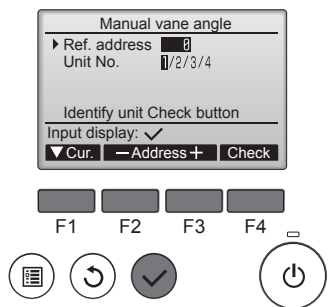 Manual vane angle
Ref. address 0
Unit No. 1/2/3/4
Identify unit Check button
Input display: ✓
▼Cur. －Address＋ Check
F1 F2 F3 F4